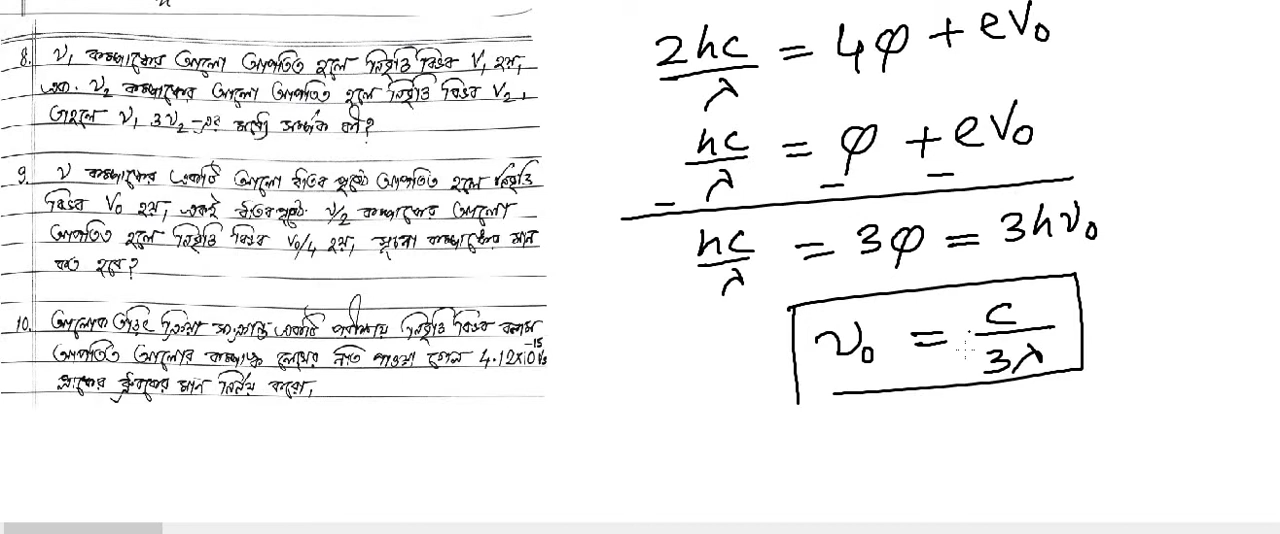 8. ν₁ কম্পাঙ্কের আলো আপতিত হলে নিবৃত্তি বিভব V₁ হয়,
এবং ν₂ কম্পাঙ্কের আলো আপতিত হলে নিবৃত্তি বিভব V₂,
তাহলে ν₁ ও ν₂-এর মধ্যে সম্পর্ক কী?
9. ν কম্পাঙ্কের একটি আলো ধাতব পৃষ্ঠে আপতিত হলে নিবৃত্তি
বিভব V₀ হয়, একই ধাতব পৃষ্ঠে ν/2 কম্পাঙ্কের আলো
আপতিত হলে নিবৃত্তি বিভব V₀/4 হয়, সূচনা কম্পাঙ্কের মান
কত হবে?
10. আলোক তড়িৎ ক্রিয়া সংক্রান্ত একটি পরীক্ষায় নিবৃত্তি বিভব বনাম
আপতিত আলোর কম্পাঙ্ক লেখের নতি পাওয়া গেল 4.12×10⁻¹⁵ Vs
প্লাঙ্কের ধ্রুবকের মান নির্ণয় করো,
2hc/λ = 4φ + eV₀
hc/λ = φ + eV₀
- - -
hc/λ = 3φ = 3hν₀
ν₀ = c/3λ